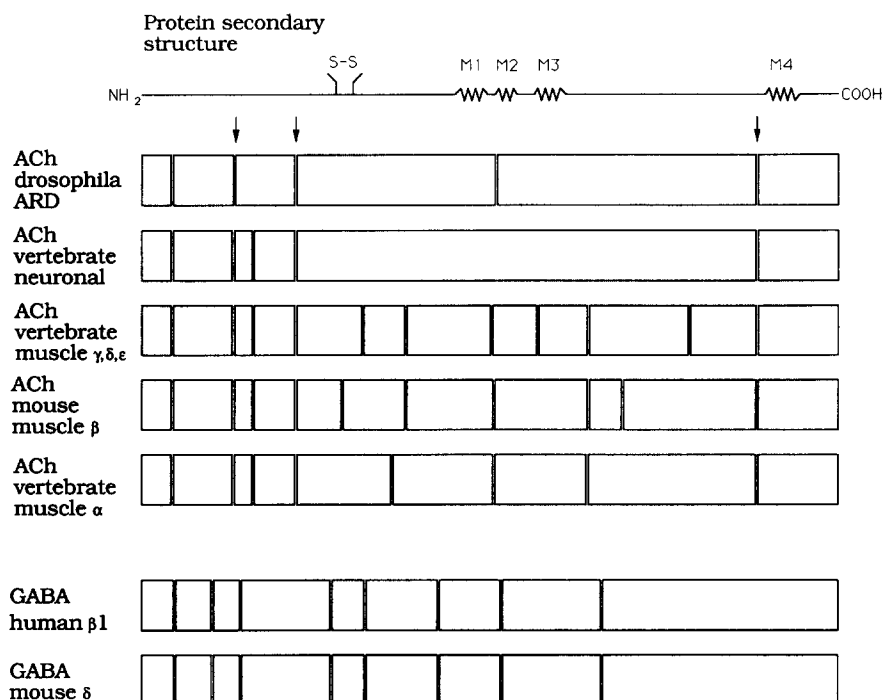 Protein secondary
structure
S-S
M1 M2 M3 M4
NH2 COOH
ACh
drosophila
ARD
ACh
vertebrate
neuronal
ACh
vertebrate
muscle γ,δ,ε
ACh
mouse
muscle β
ACh
vertebrate
muscle α
GABA
human β1
GABA
mouse δ